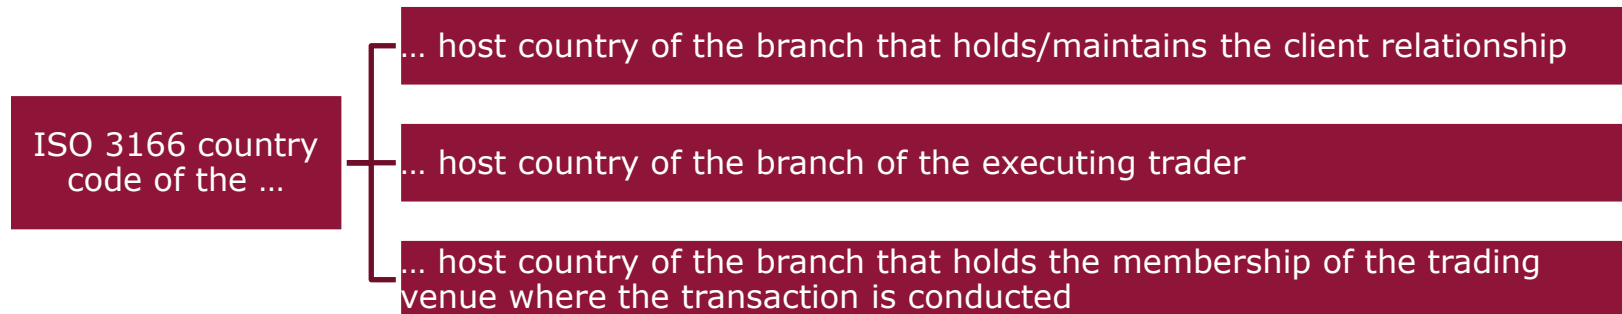 ISO 3166 country
code of the …
… host country of the branch that holds/maintains the client relationship
… host country of the branch of the executing trader
… host country of the branch that holds the membership of the trading
venue where the transaction is conducted